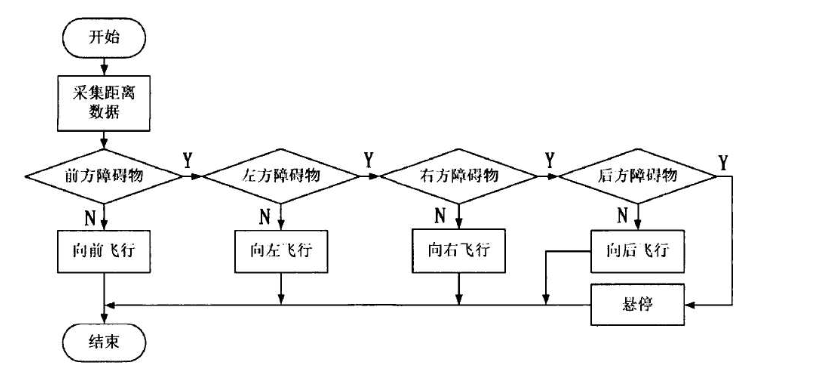 开始
采集距离
数据
前方障碍物
Y
左方障碍物
Y
右方障碍物
Y
后方障碍物
Y
N
N
N
N
向前飞行
向左飞行
向右飞行
向后飞行
悬停
结束